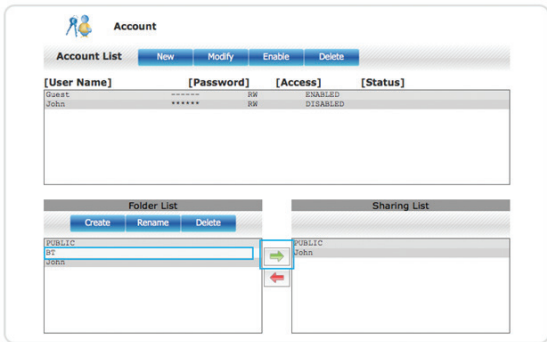 Account
Account List New Modify Enable Delete
[User Name] [Password] [Access] [Status]
Guest ------ RW ENABLED
John ****** RW DISABLED
Folder List Sharing List
Create Rename Delete
PUBLIC PUBLIC
BT John
John